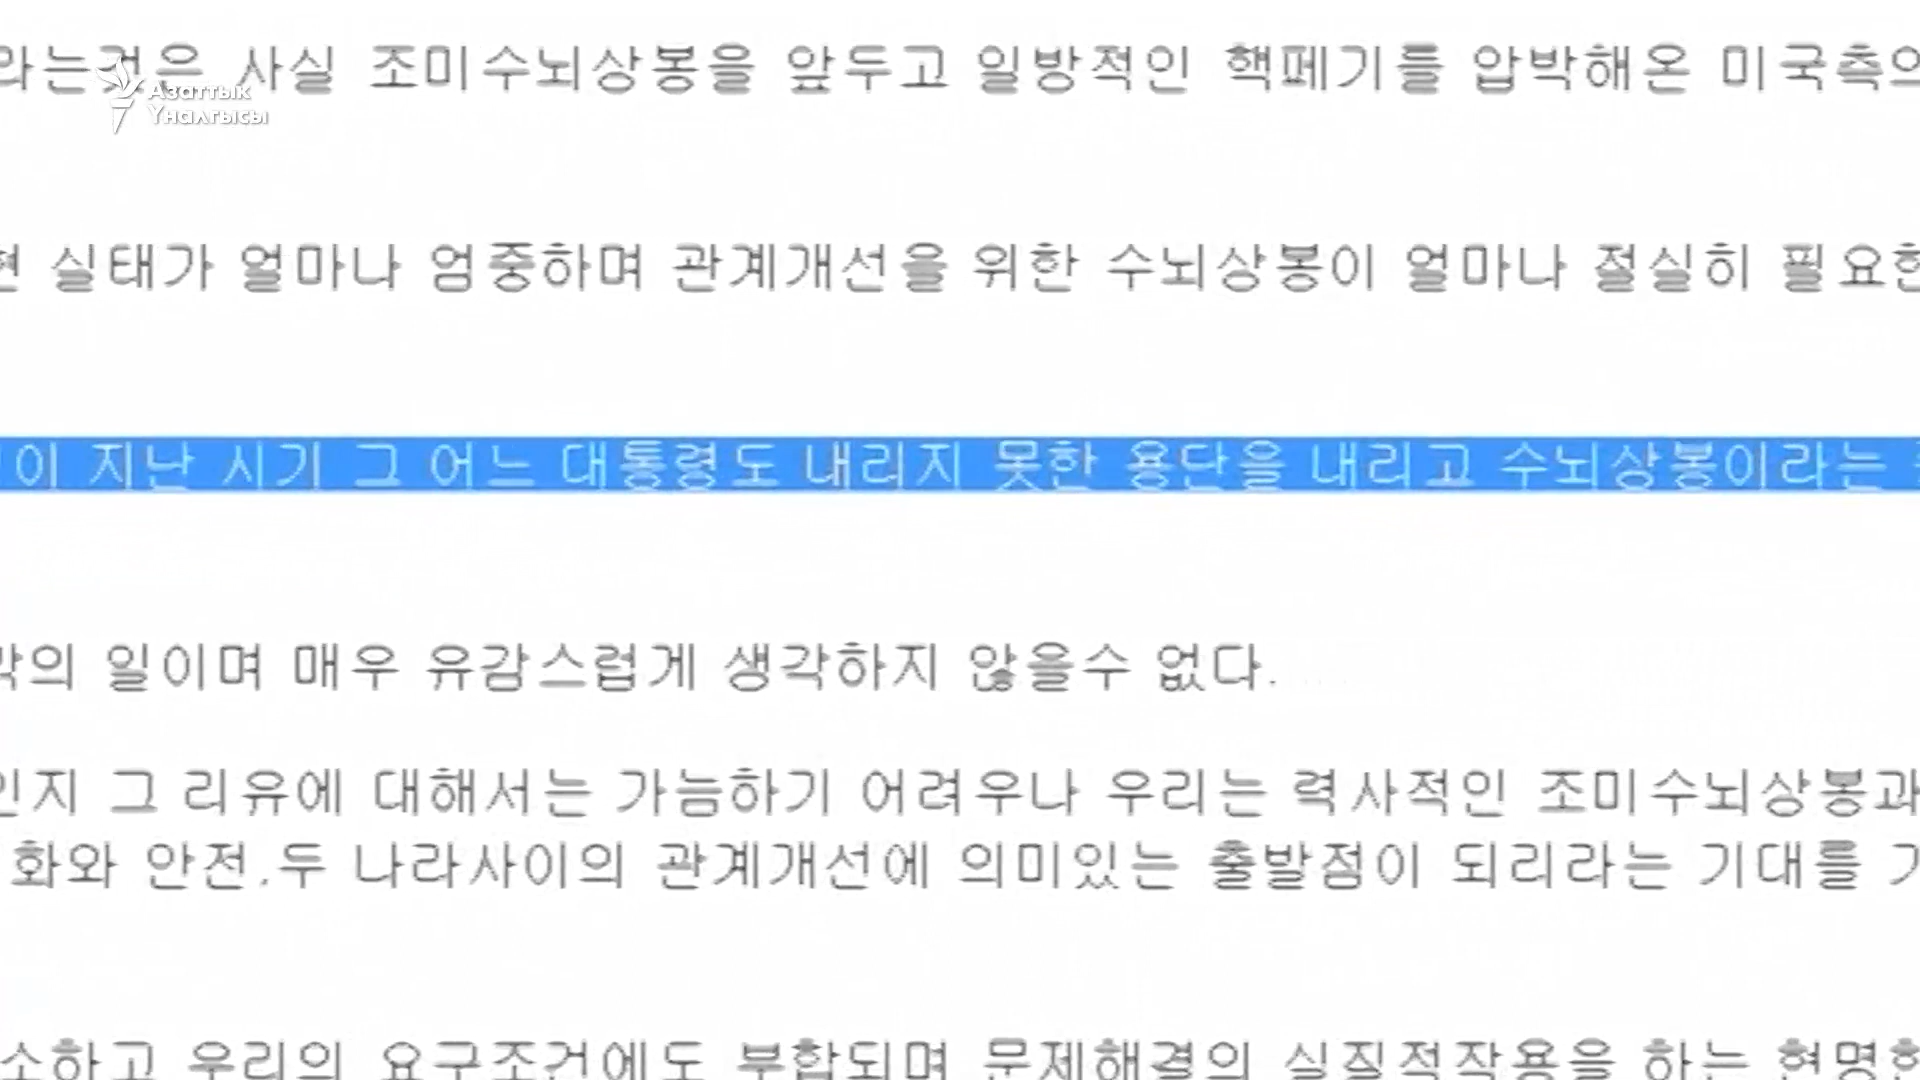 라는것은 사실 조미수뇌상봉을 앞두고 일방적인 핵페기를 압박해온 미국측의
Азаттык
Үналгысы
현 실태가 얼마나 엄중하며 관계개선을 위한 수뇌상봉이 얼마나 절실히 필요한
이 지난 시기 그 어느 대통령도 내리지 못한 용단을 내리고 수뇌상봉이라는
밖의 일이며 매우 유감스럽게 생각하지 않을수 없다.
인지 그 리유에 대해서는 가늠하기 어려우나 우리는 력사적인 조미수뇌상봉과
화와 안전,두 나라사이의 관계개선에 의미있는 출발점이 되리라는 기대를
소하고 우리의 요구조건에도 부합되며 문제해결의 실질적작용을 하는 현명한